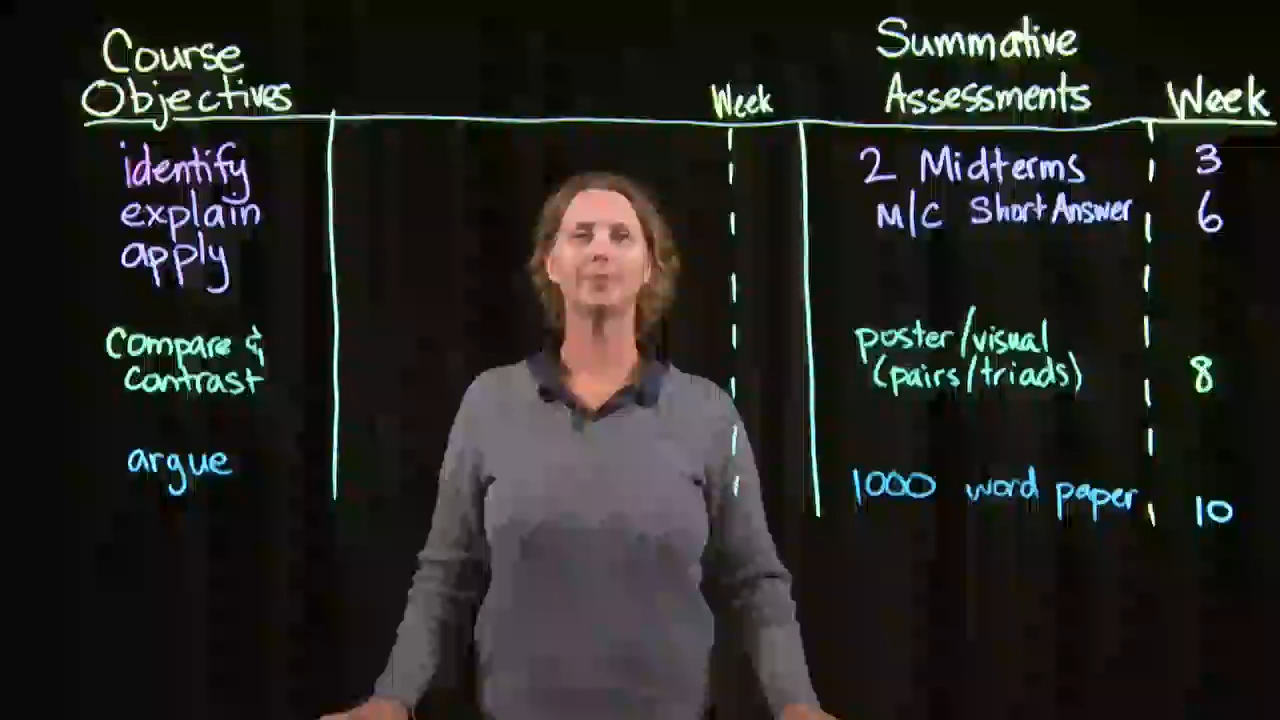 Course
Objectives
identify
explain
apply
Compare &
Contrast
argue
Week
Summative
Assessments
Week
2 Midterms
3
M/C Short Answer
6
poster/visual
(pairs/triads)
8
1000 word paper
10